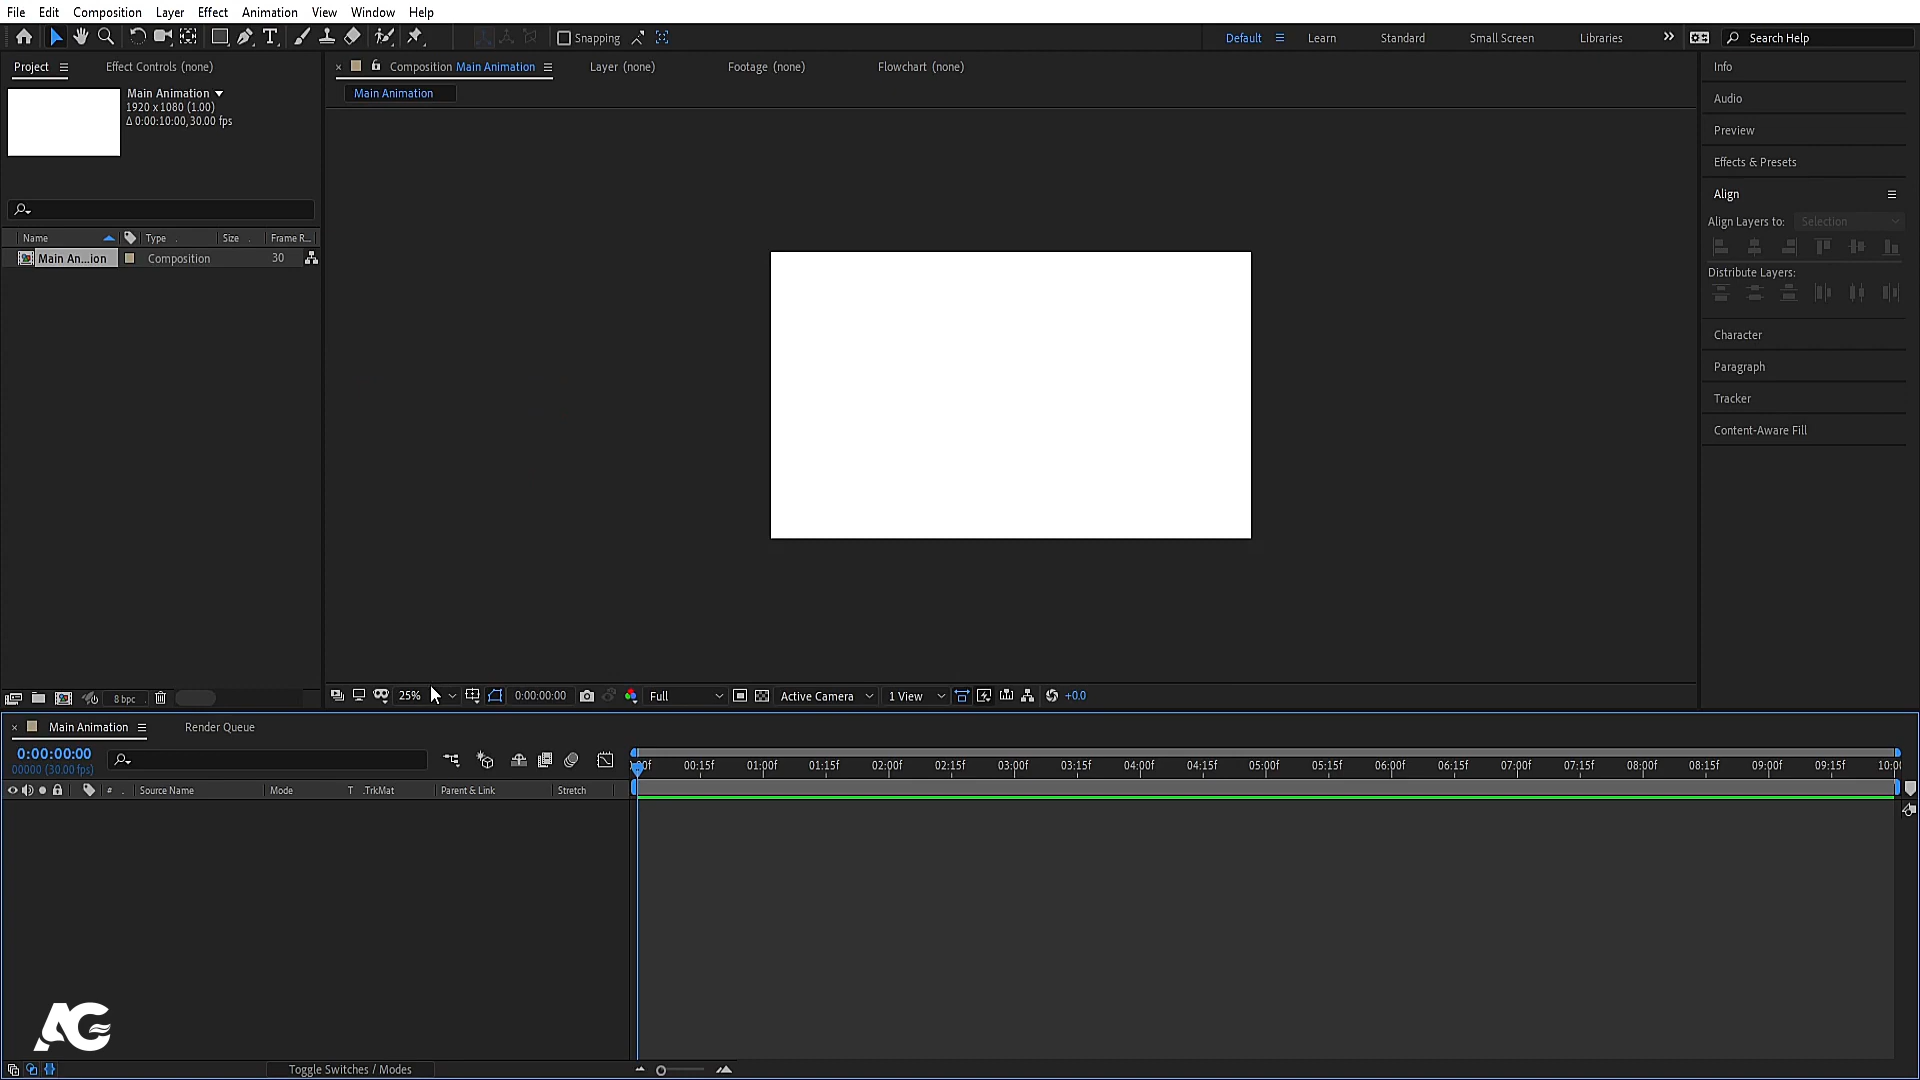 File Edit Composition Layer Effect Animation View Window Help
Snapping
Default Learn Standard Small Screen Libraries Search Help
Project Effect Controls (none)
Composition Main Animation Layer (none) Footage (none) Flowchart (none)
Main Animation
Main Animation
1920 x 1080 (1.00)
Δ 0:00:10:00, 30.00 fps
Name Type Size Frame R...
Main An...ion Composition 30
Info
Audio
Preview
Effects & Presets
Align
Align Layers to: Selection
Distribute Layers:
Character
Paragraph
Tracker
Content-Aware Fill
8 bpc
25% 0:00:00:00 Full Active Camera 1 View +0.0
Main Animation Render Queue
0:00:00:00
00000 (30.00 fps)
00:15f 01:00f 01:15f 02:00f 02:15f 03:00f 03:15f 04:00f 04:15f 05:00f 05:15f 06:00f 06:15f 07:00f 07:15f 08:00f 08:15f 09:00f 09:15f 10:0
# Source Name Mode T .TrkMat Parent & Link Stretch
AG
Toggle Switches / Modes